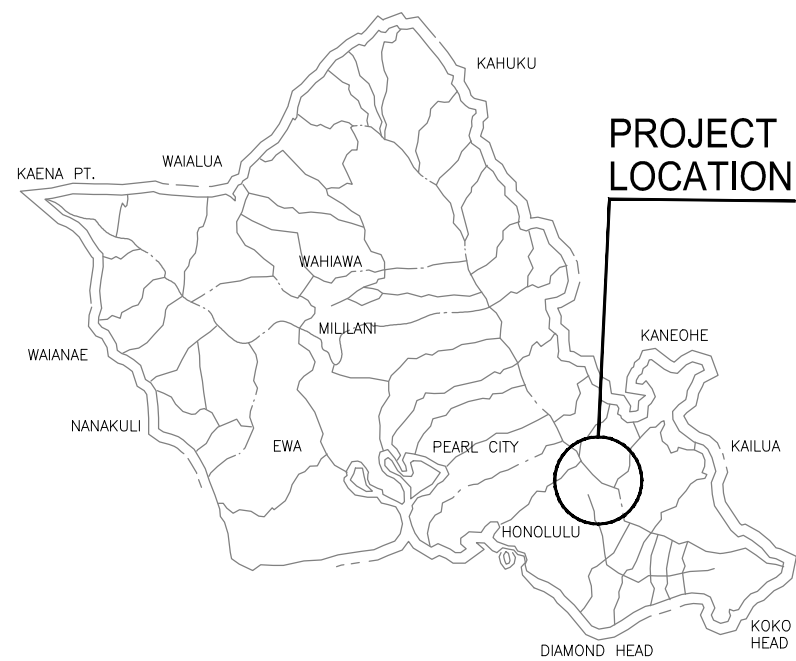 KAHUKU
PROJECT
LOCATION
WAIALUA
KAENA PT.
WAHIAWA
MILILANI
KANEOHE
WAIANAE
NANAKULI
EWA
PEARL CITY
KAILUA
HONOLULU
KOKO
HEAD
DIAMOND HEAD